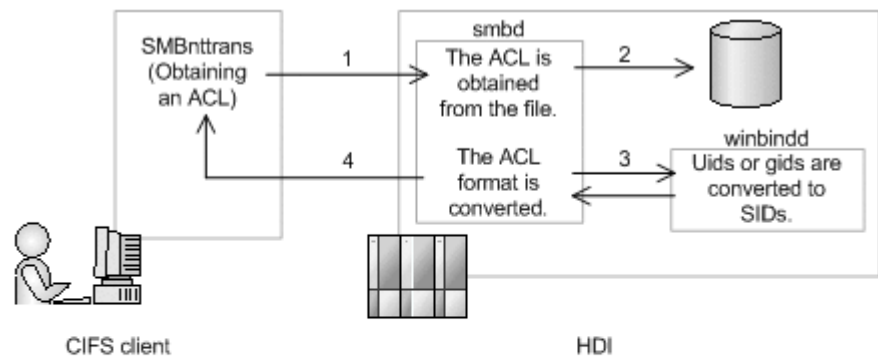 SMBnttrans
(Obtaining
an ACL)
1
smbd
The ACL is
obtained
from the file.
2
4
The ACL
format is
converted.
3
winbindd
Uids or gids are
converted to
SIDs.
CIFS client
HDI